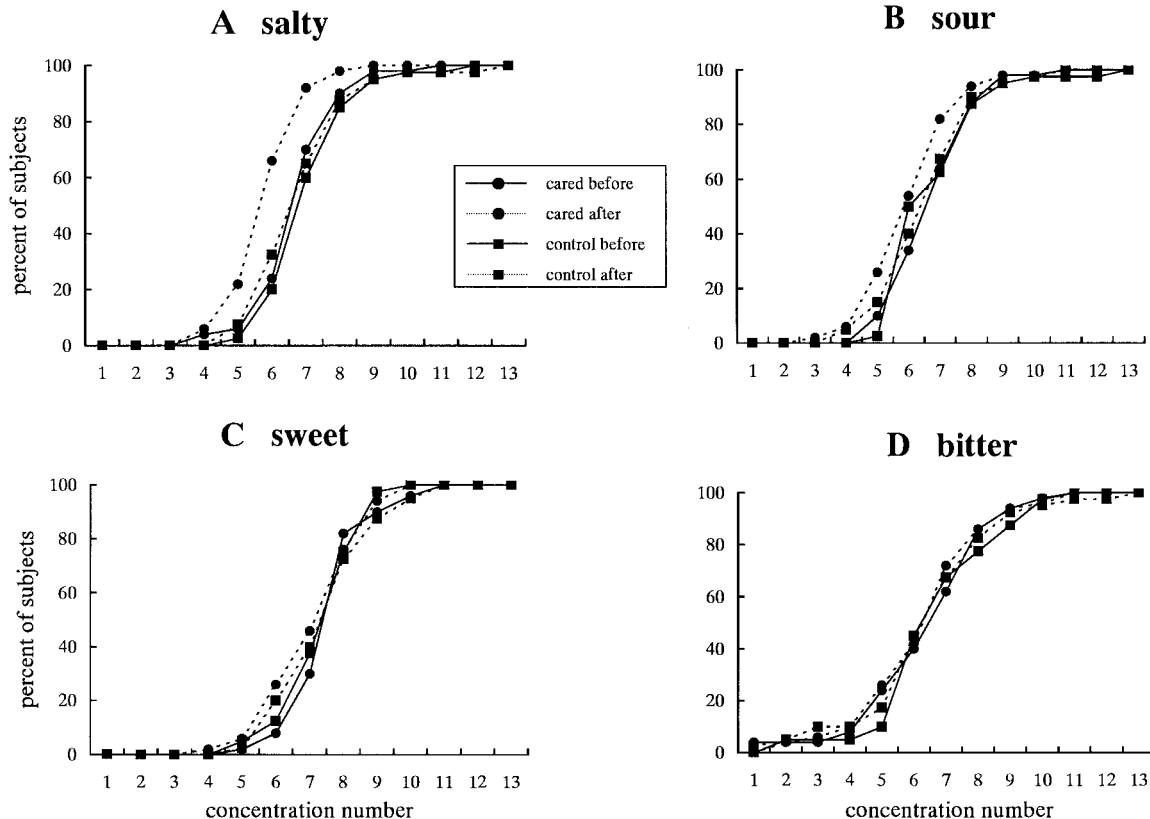 A salty
percent of subjects
100
80
60
40
20
0
1 2 3 4 5 6 7 8 9 10 11 12 13
B sour
100
80
60
40
20
0
1 2 3 4 5 6 7 8 9 10 11 12 13
cared before
cared after
control before
control after
C sweet
percent of subjects
100
80
60
40
20
0
1 2 3 4 5 6 7 8 9 10 11 12 13
concentration number
D bitter
100
80
60
40
20
0
1 2 3 4 5 6 7 8 9 10 11 12 13
concentration number